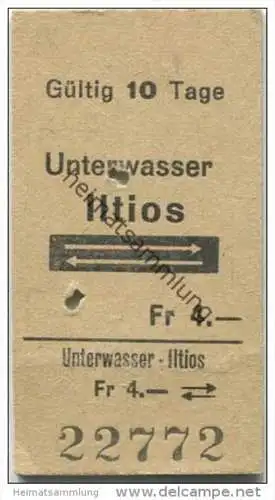 Gültig 10 Tage
Unterwasser
Iltios
Fr 4.—
Unterwasser - Iltios
Fr 4.—
22772
heimatsammlung
Heimatsammlung
www.delcampe.net